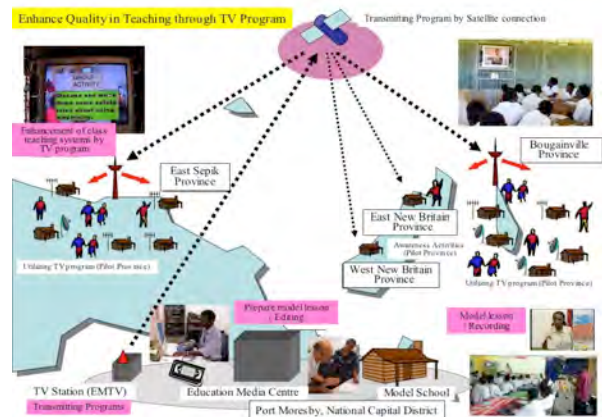 Enhance Quality in Teaching through TV Program
Transmitting Program by Satellite connection
GROUP
ACTIVITY
Enhancement of class
teaching systems by
TV program
East Sepik
Province
Bougainville
Province
East New Britain
Province
Awareness Activities
(Pilot Province)
West New Britain
Province
Utilizing TV program (Pilot Province)
Utilizing TV program (Pilot Province)
Prepare model lesson
/ Editing
Model lesson
/ Recording
TV Station (EMTV)
Transmitting Programs
Education Media Centre
Model School
Port Moresby, National Capital District